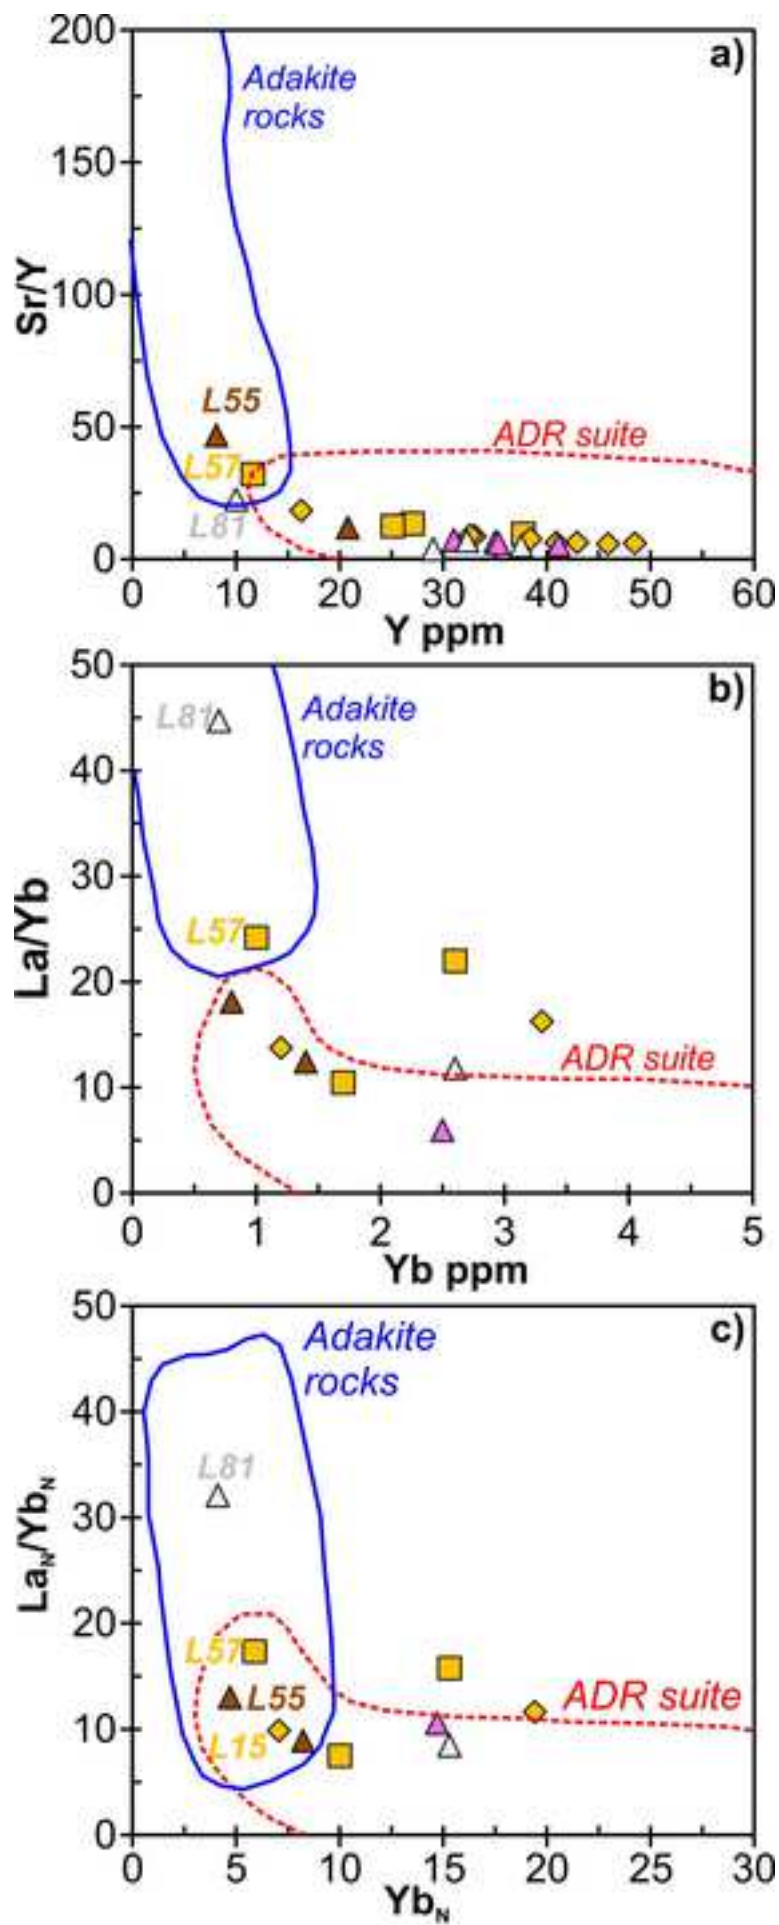 200
a)
Adakite
rocks
150
Sr/Y
100
L55
50
ADR suite
L57
L81
0
0 10 20 30 40 50 60
Y ppm
50
b)
L81
Adakite
rocks
40
30
La/Yb
L57
20
ADR suite
10
0
0 1 2 3 4 5
Yb ppm
50
c)
Adakite
rocks
40
L81
30
LaN/YbN
20
L57
L55
ADR suite
10
L15
0
0 5 10 15 20 25 30
YbN